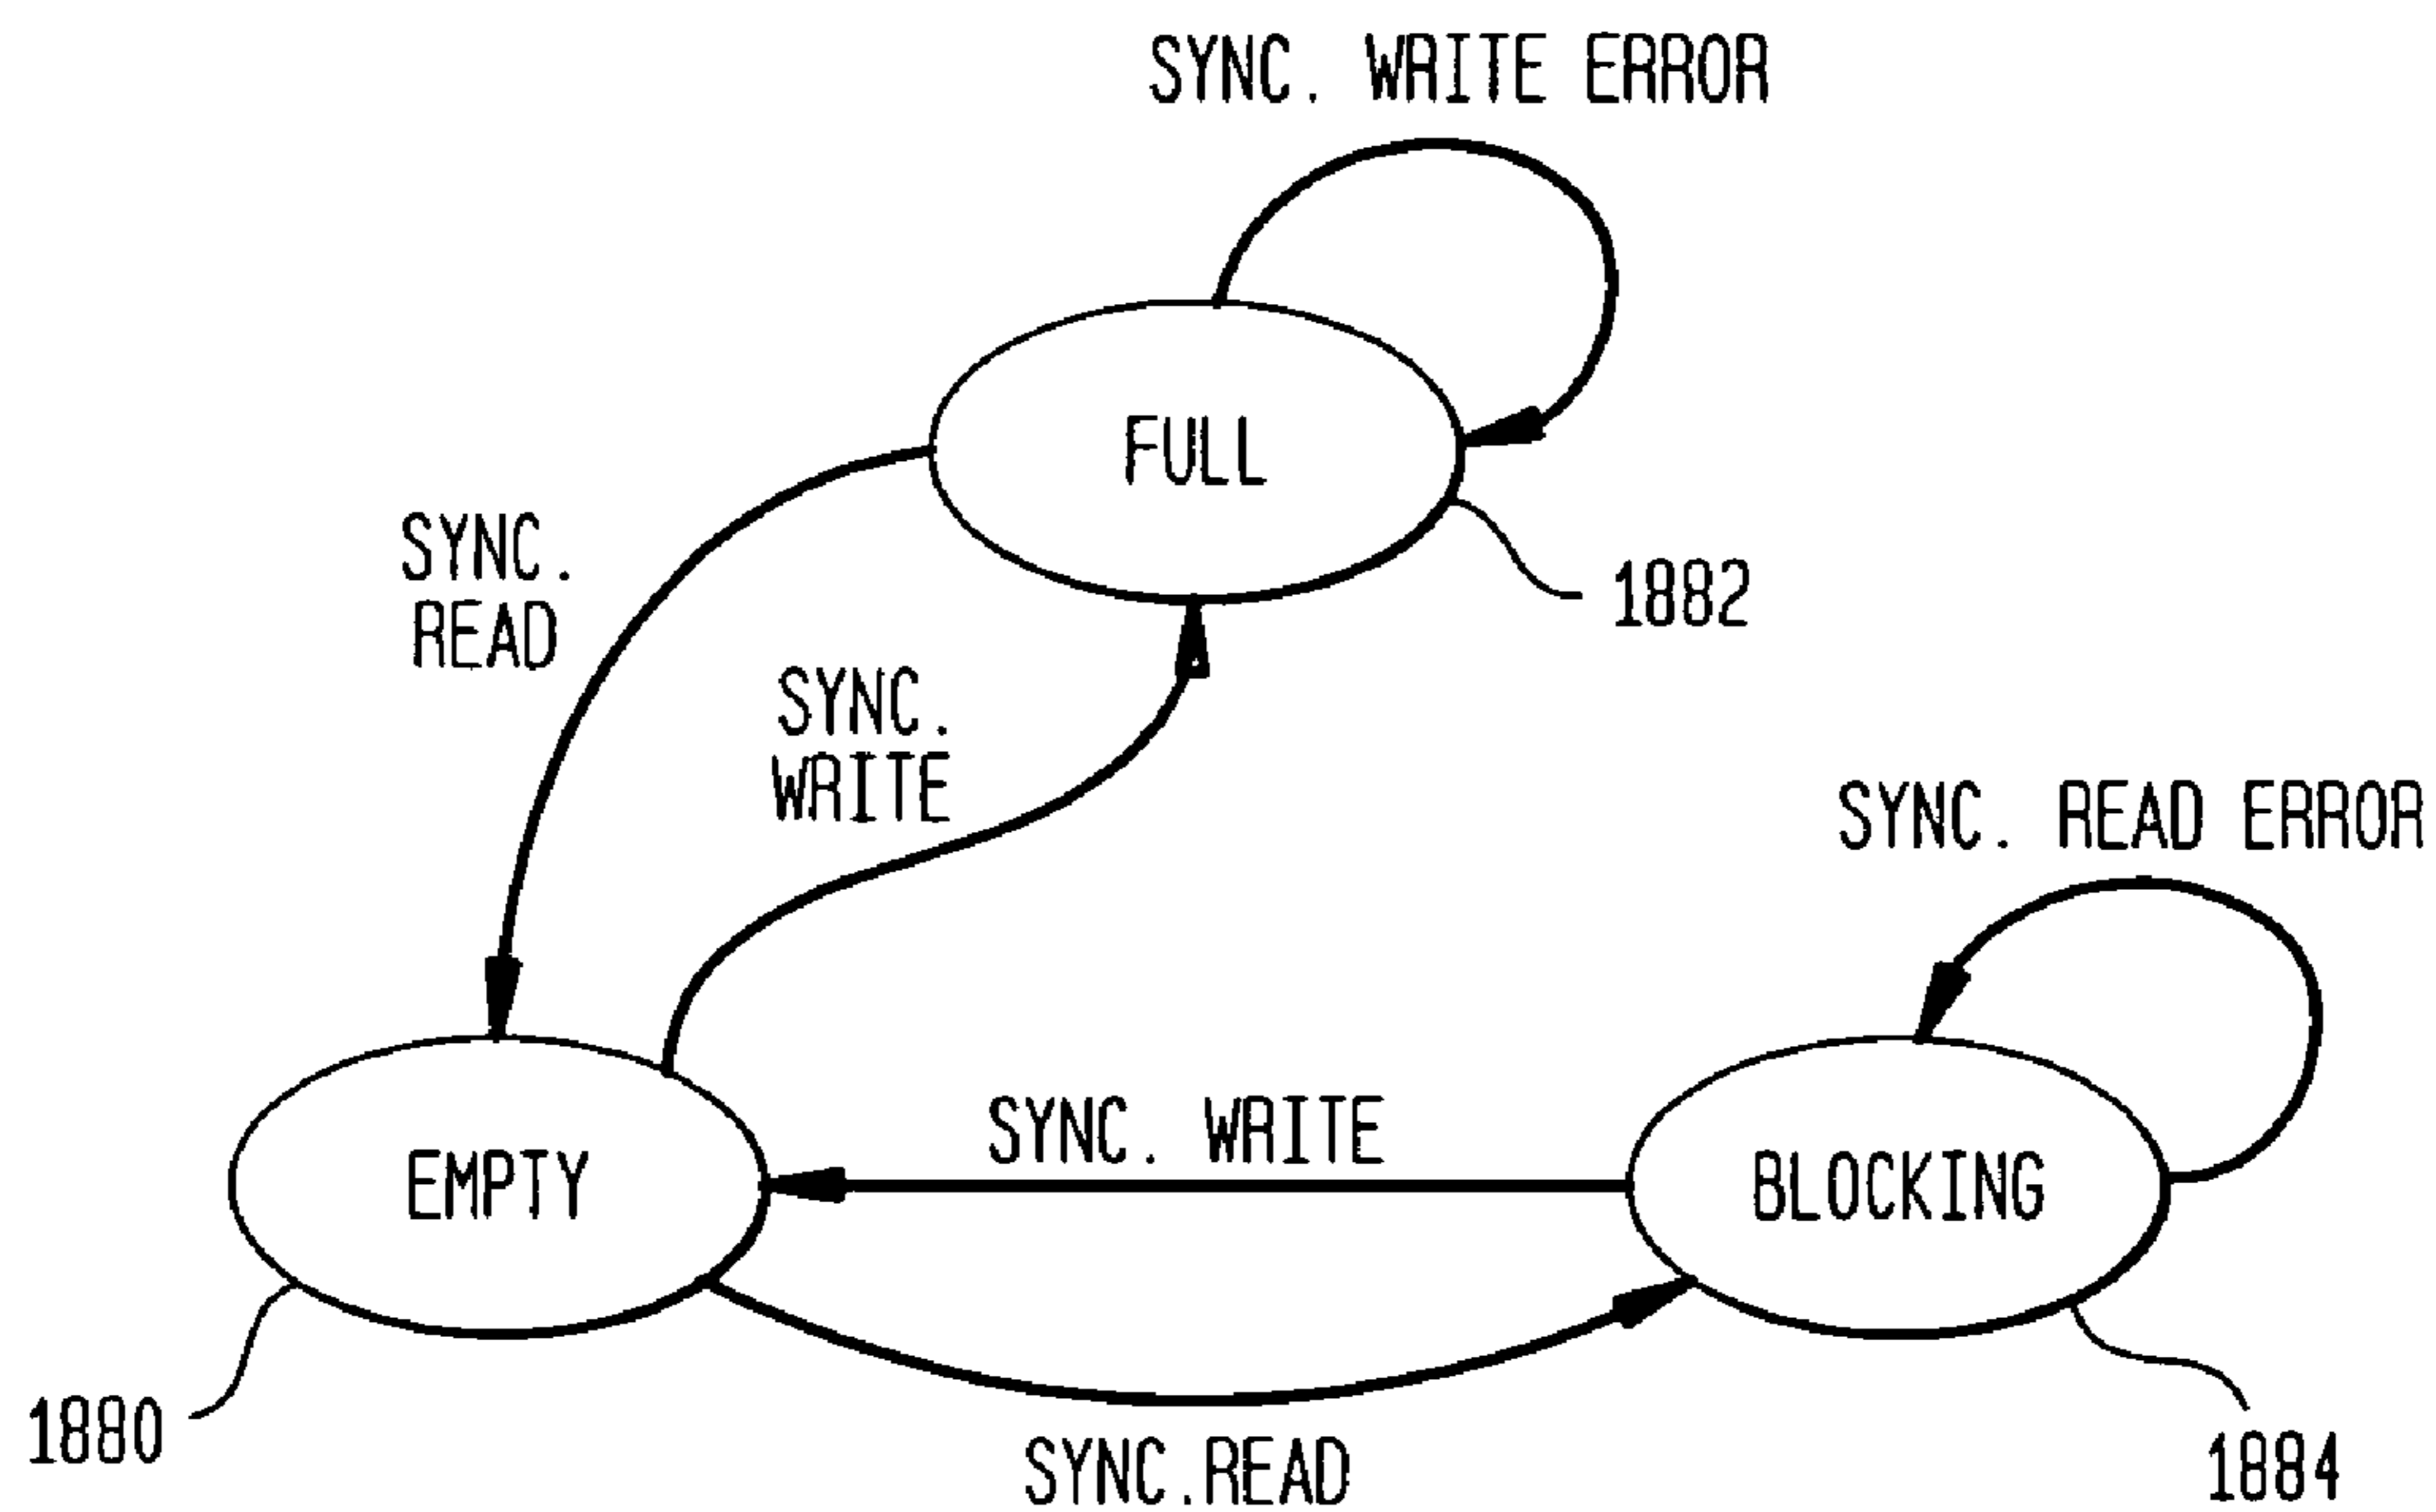 SYNC. WRITE ERROR
FULL
SYNC.
READ
1882
SYNC.
WRITE
SYNC. READ ERROR
SYNC. WRITE
EMPTY
BLOCKING
1880
SYNC.READ
1884